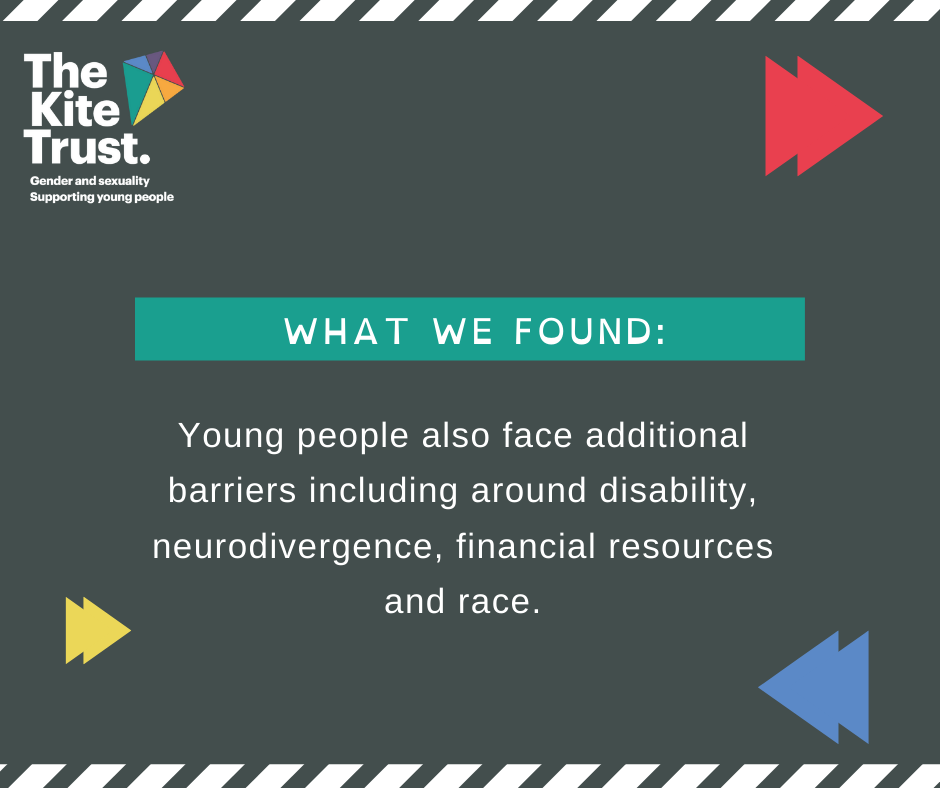 The
Kite
Trust.
Gender and sexuality
Supporting young people
WHAT WE FOUND:
Young people also face additional
barriers including around disability,
neurodivergence, financial resources
and race.